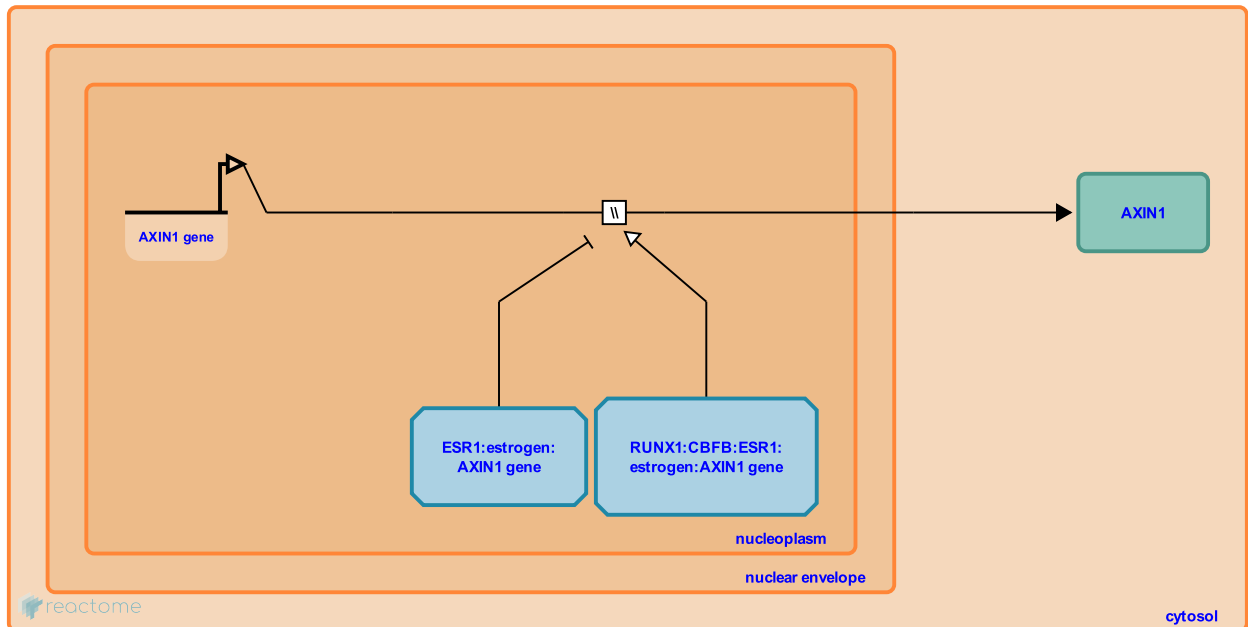 AXIN1 gene
\\
AXIN1
ESR1:estrogen:
AXIN1 gene
RUNX1:CBFB:ESR1:
estrogen:AXIN1 gene
nucleoplasm
nuclear envelope
reactome
cytosol